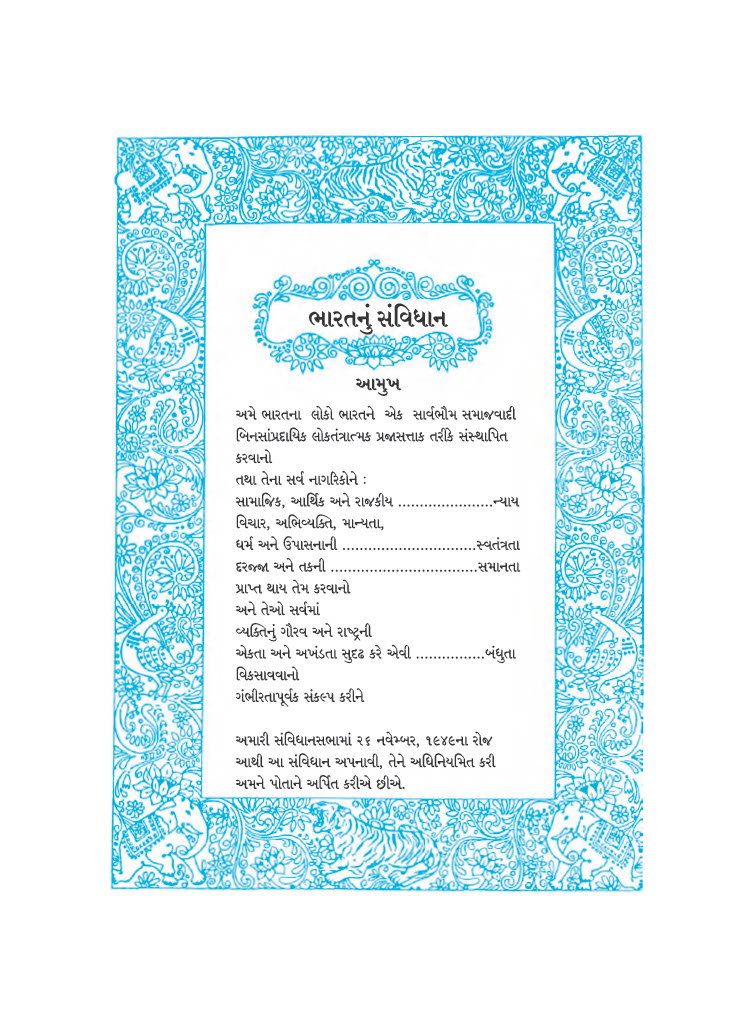 ભારતનું સંવિધાન
આમુખ
અમે ભારતના લોકો ભારતને એક સાર્વભૌમ સમાજવાદી
બિનસાંપ્રદાયિક લોકતંત્રાત્મક પ્રજાસત્તાક તરીકે સંસ્થાપિત
કરવાનો
તથા તેના સર્વ નાગરિકોને :
સામાજિક, આર્થિક અને રાજકીય ......................ન્યાય
વિચાર, અભિવ્યક્તિ, માન્યતા,
ધર્મ અને ઉપાસનાની ...............................સ્વતંત્રતા
દરજ્જા અને તકની ..................................સમાનતા
પ્રાપ્ત થાય તેમ કરવાનો
અને તેઓ સર્વમાં
વ્યક્તિનું ગૌરવ અને રાષ્ટ્રની
એકતા અને અખંડતા સુદૃઢ કરે એવી ................બંધુતા
વિકસાવવાનો
ગંભીરતાપૂર્વક સંકલ્પ કરીને
અમારી સંવિધાનસભામાં ૨૬ નવેમ્બર, ૧૯૪૯ના રોજ
આથી આ સંવિધાન અપનાવી, તેને અધિનિયમિત કરી
અમને પોતાને અર્પિત કરીએ છીએ.